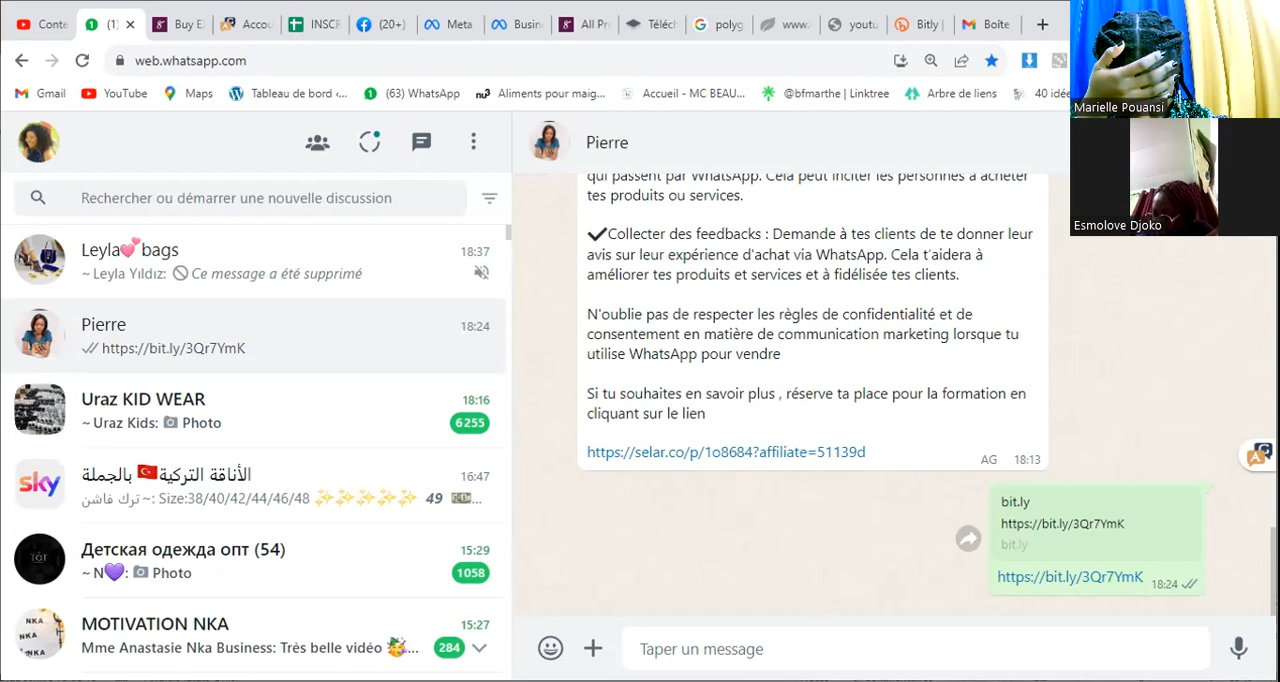 Conte
(1)
Buy E
Accou
INSCR
(20+)
Meta
Busin
All Pr
Téléch
polyg
www.
youtu
Bitly |
Boîte
web.whatsapp.com
Gmail
YouTube
Maps
Tableau de bord ‹...
(63) WhatsApp
Aliments pour maig...
Accueil - MC BEAU...
@bfmarthe | Linktree
Arbre de liens
40 idée
Marielle Pouansi
Esmolove Djoko
Rechercher ou démarrer une nouvelle discussion
Leyla💕bags
18:37
~ Leyla Yıldız: Ce message a été supprimé
Pierre
18:24
https://bit.ly/3Qr7YmK
Uraz KID WEAR
18:16
~ Uraz Kids: Photo
6255
sky
الأناقة التركية🇹🇷 بالجملة
16:47
ترك فاشن ~: Size:38/40/42/44/46/48 ✨✨✨✨✨ 49 💵...
Детская одежда опт (54)
15:29
~ N💜: Photo
1058
MOTIVATION NKA
15:27
Mme Anastasie Nka Business: Très belle vidéo 🥳...
284
Pierre
qui passent par WhatsApp. Cela peut inciter les personnes à acheter
tes produits ou services.
✔Collecter des feedbacks : Demande à tes clients de te donner leur
avis sur leur expérience d'achat via WhatsApp. Cela t'aidera à
améliorer tes produits et services et à fidélisée tes clients.
N'oublie pas de respecter les règles de confidentialité et de
consentement en matière de communication marketing lorsque tu
utilise WhatsApp pour vendre
Si tu souhaites en savoir plus , réserve ta place pour la formation en
cliquant sur le lien
https://selar.co/p/1o8684?affiliate=51139d
AG 18:13
bit.ly
https://bit.ly/3Qr7YmK
bit.ly
https://bit.ly/3Qr7YmK
18:24
Taper un message